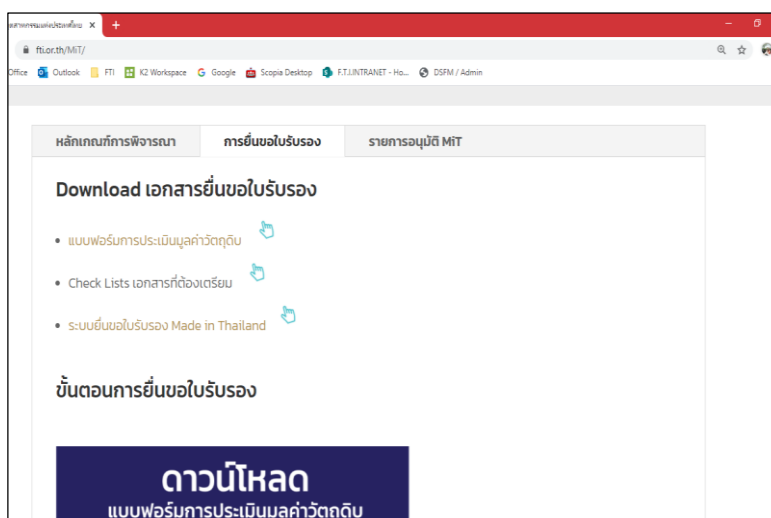 fti.or.th/MiT/
Office Outlook FTI K2 Workspace Google Scopia Desktop F.T.I.INTRANET - Ho... DSFM / Admin
หลักเกณฑ์การพิจารณา การยื่นขอใบรับรอง รายการอนุมัติ MiT
Download เอกสารยื่นขอใบรับรอง
แบบฟอร์มการประเมินมูลค่าวัตถุดิบ
Check Lists เอกสารที่ต้องเตรียม
ระบบยื่นขอใบรับรอง Made in Thailand
ขั้นตอนการยื่นขอใบรับรอง
ดาวน์โหลด
แบบฟอร์มการประเมินมูลค่าวัตถุดิบ